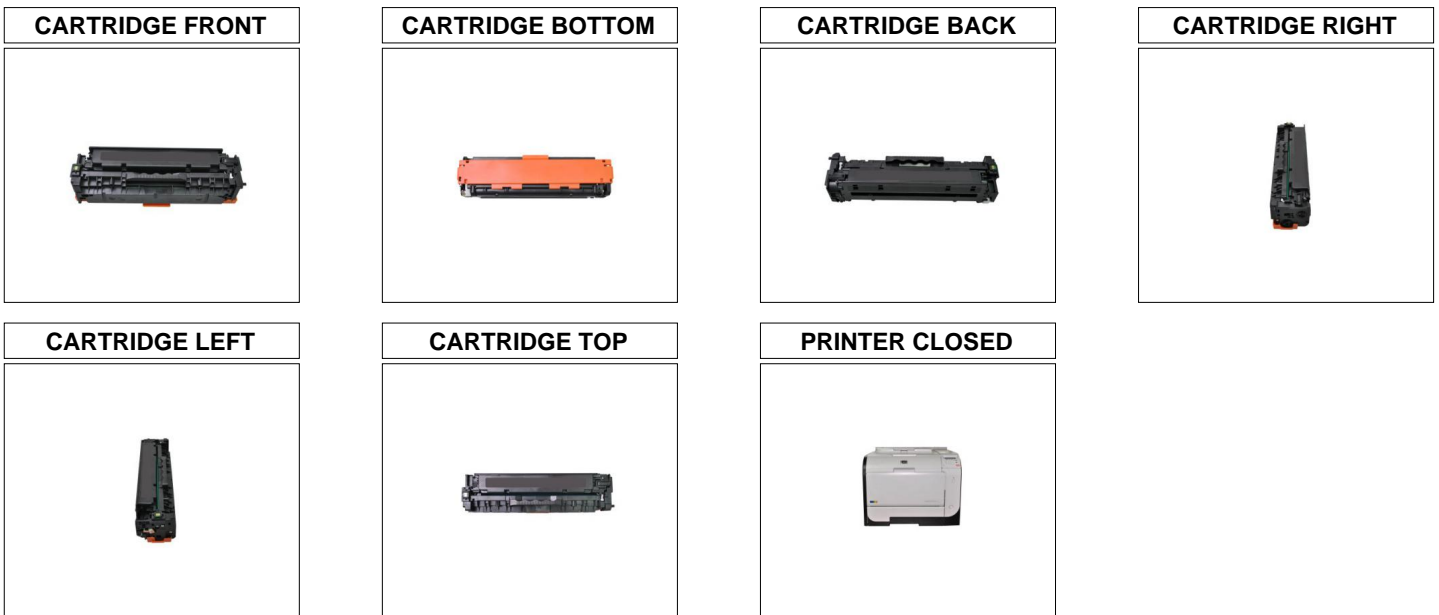 CARTRIDGE FRONT
CARTRIDGE BOTTOM
CARTRIDGE BACK
CARTRIDGE RIGHT
CARTRIDGE LEFT
CARTRIDGE TOP
PRINTER CLOSED